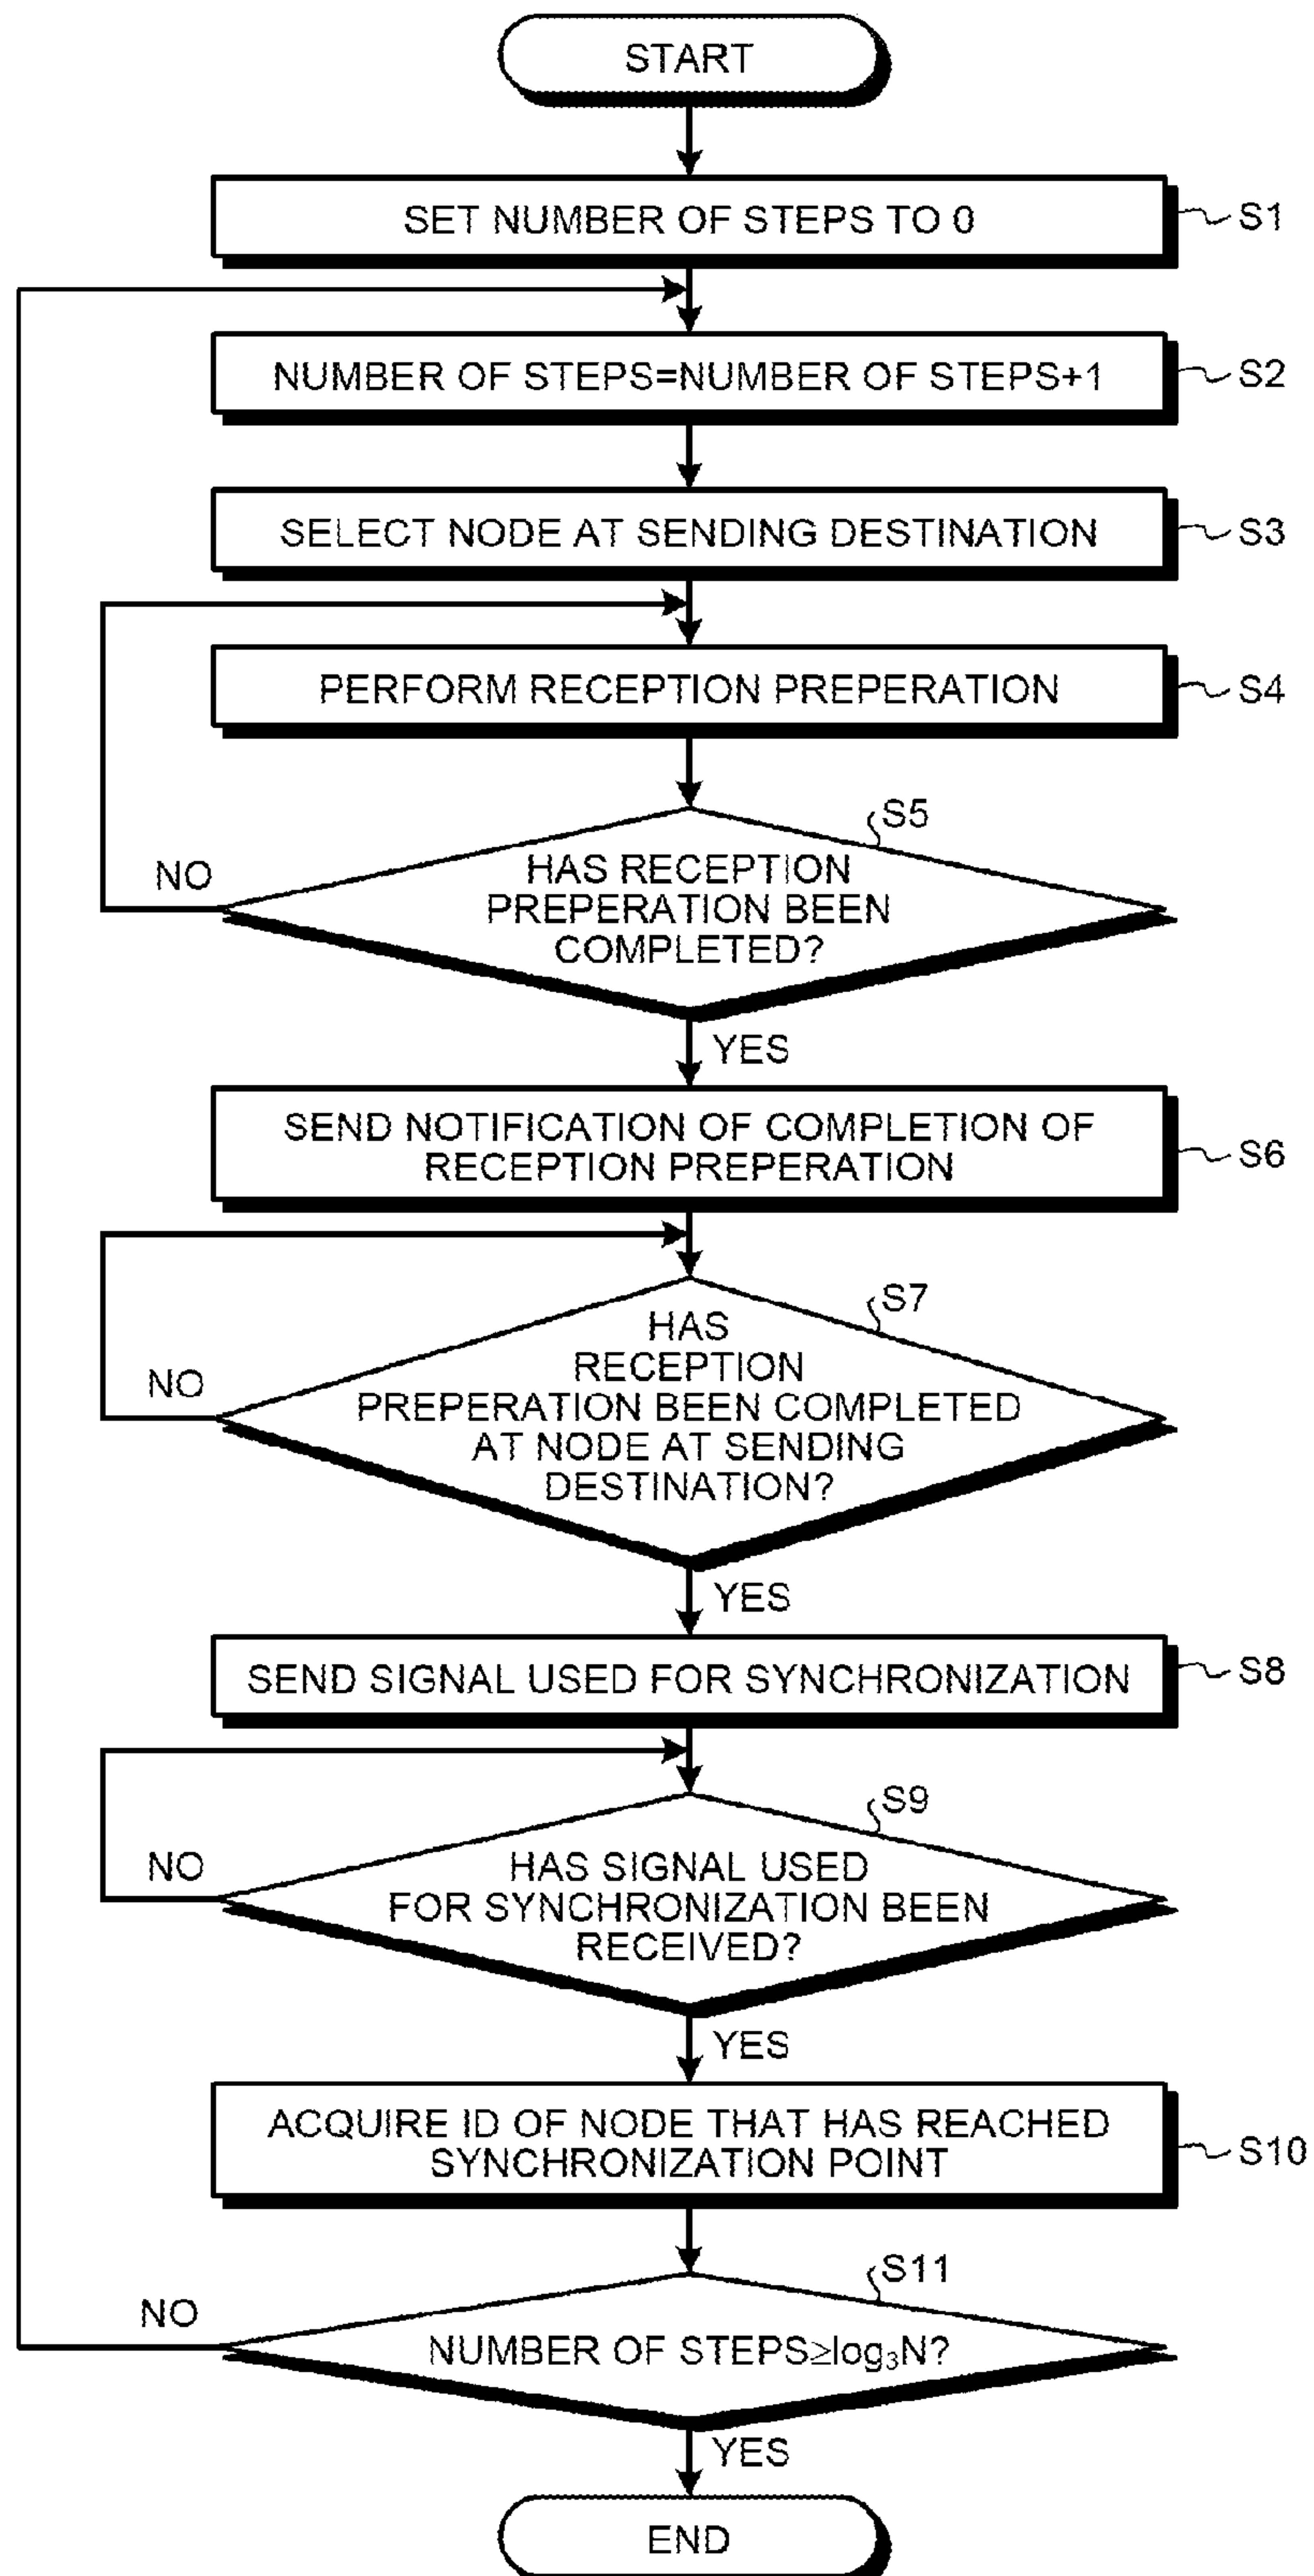 START
SET NUMBER OF STEPS TO 0
S1
NUMBER OF STEPS=NUMBER OF STEPS+1
S2
SELECT NODE AT SENDING DESTINATION
S3
PERFORM RECEPTION PREPERATION
S4
S5
HAS RECEPTION
PREPERATION BEEN
COMPLETED?
NO
YES
SEND NOTIFICATION OF COMPLETION OF
RECEPTION PREPERATION
S6
S7
HAS
RECEPTION
PREPERATION BEEN COMPLETED
AT NODE AT SENDING
DESTINATION?
NO
YES
SEND SIGNAL USED FOR SYNCHRONIZATION
S8
S9
HAS SIGNAL USED
FOR SYNCHRONIZATION BEEN
RECEIVED?
NO
YES
ACQUIRE ID OF NODE THAT HAS REACHED
SYNCHRONIZATION POINT
S10
S11
NUMBER OF STEPS≥log₃N?
NO
YES
END